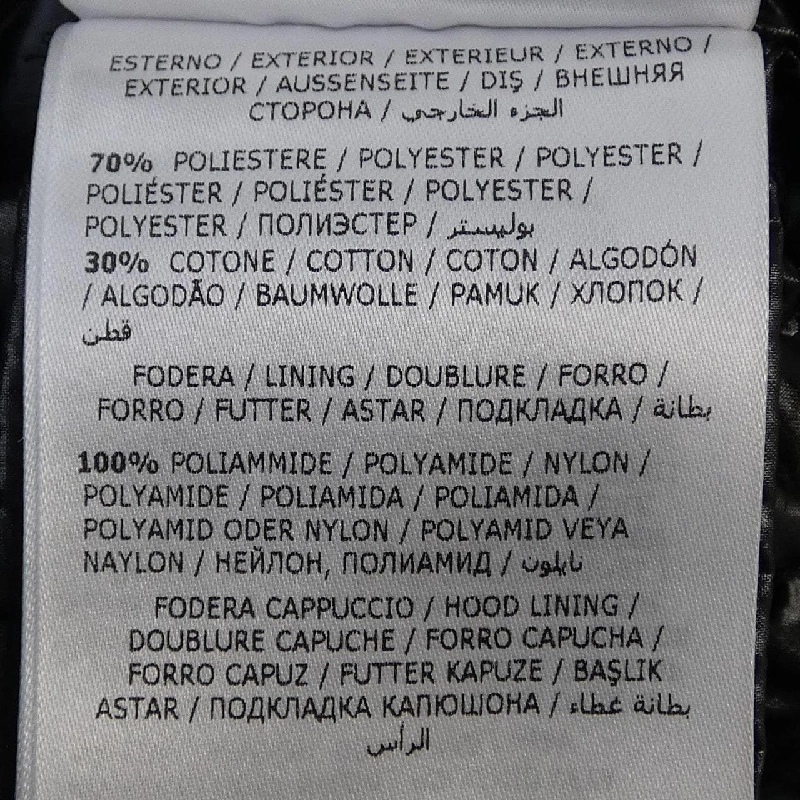 ESTERNO / EXTERIOR / EXTERIEUR / EXTERNO /
EXTERIOR / AUSSENSEITE / DIŞ / ВНЕШНЯЯ
СТОРОНА / الجزء الخارجي
70% POLIESTERE / POLYESTER / POLYESTER /
POLIÉSTER / POLIÉSTER / POLYESTER /
POLYESTER / ПОЛИЭСТЕР / بوليستر
30% COTONE / COTTON / COTON / ALGODÓN
/ ALGODÃO / BAUMWOLLE / PAMUK / ХЛОПОК /
قطن
FODERA / LINING / DOUBLURE / FORRO /
FORRO / FUTTER / ASTAR / ПОДКЛАДКА / بطانة
100% POLIAMMIDE / POLYAMIDE / NYLON /
POLYAMIDE / POLIAMIDA / POLIAMIDA /
POLYAMID ODER NYLON / POLYAMID VEYA
NAYLON / НЕЙЛОН, ПОЛИАМИД / نايلون
FODERA CAPPUCCIO / HOOD LINING /
DOUBLURE CAPUCHE / FORRO CAPUCHA /
FORRO CAPUZ / FUTTER KAPUZE / BAŞLIK
ASTAR / ПОДКЛАДКА КАПЮШОНА / بطانة غطاء
الرأس